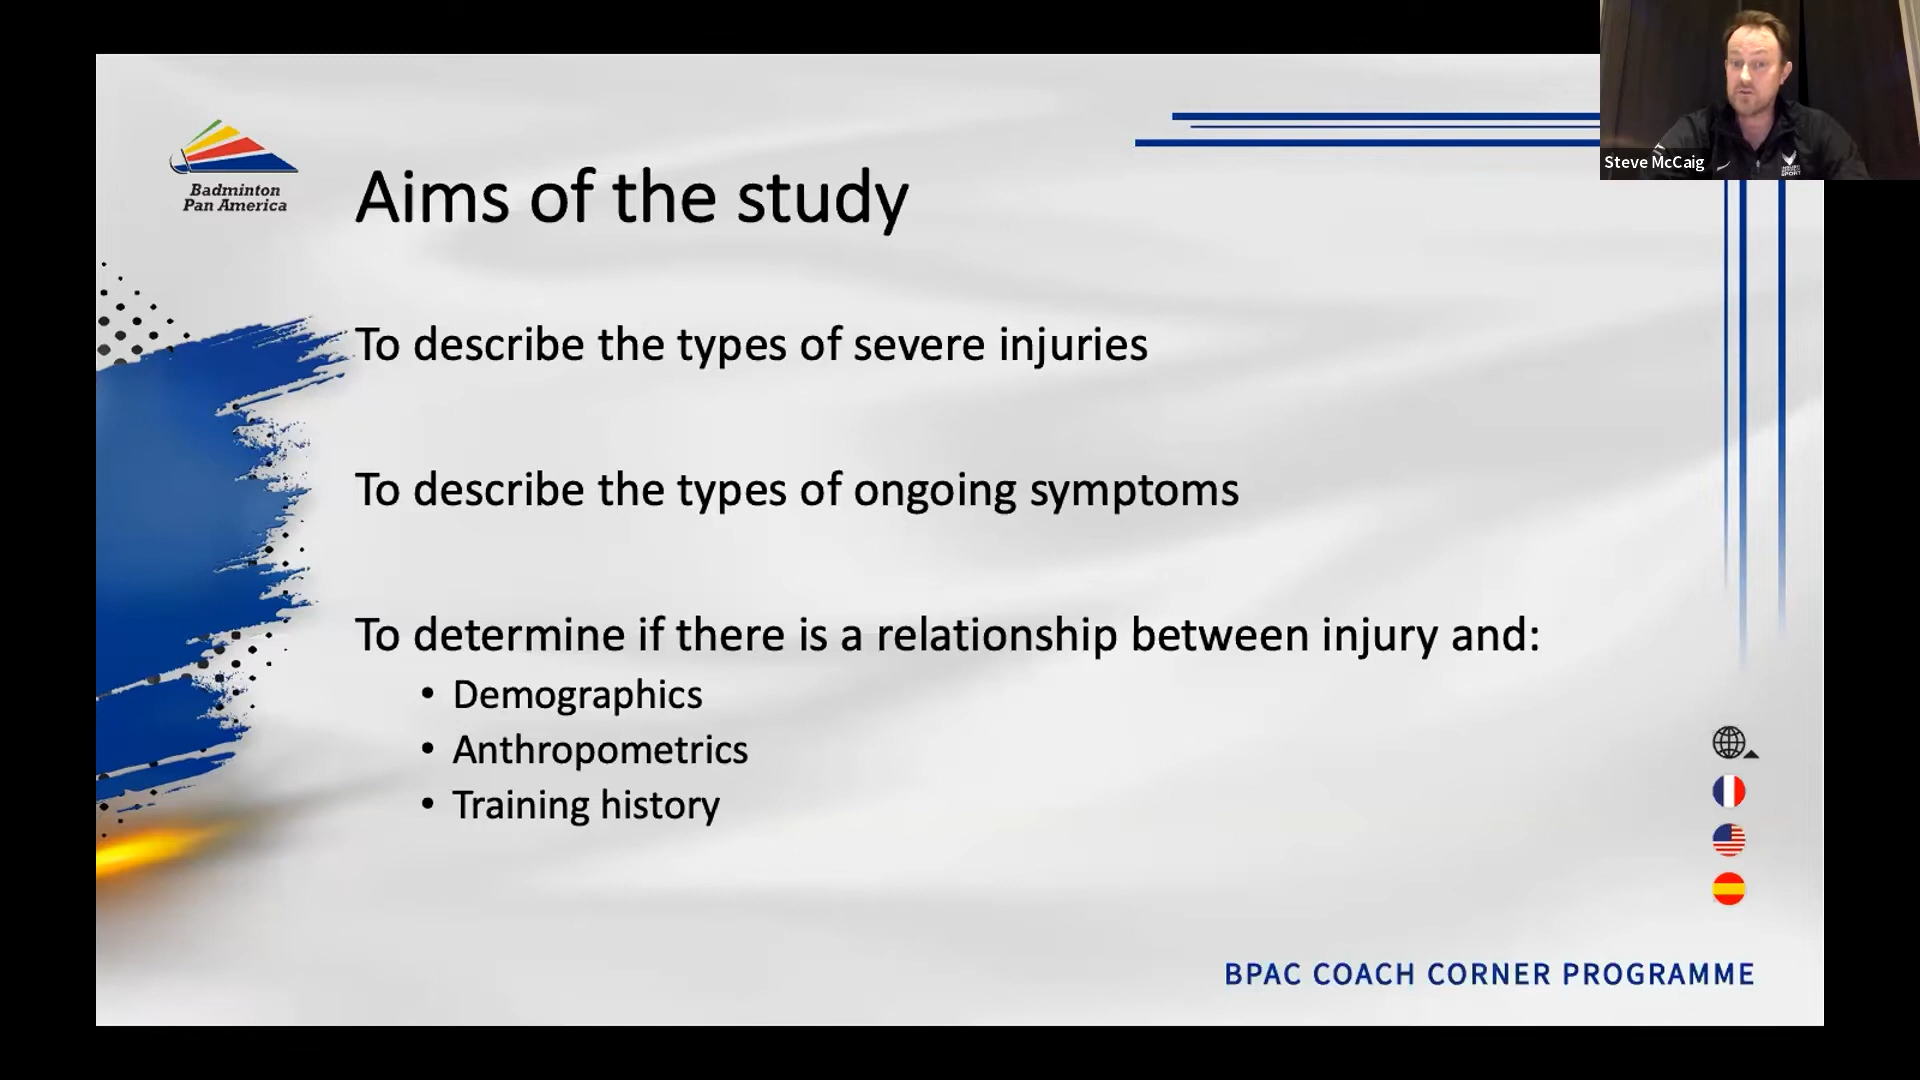 Steve McCaig
Badminton
Pan America
Aims of the study
To describe the types of severe injuries
To describe the types of ongoing symptoms
To determine if there is a relationship between injury and:
• Demographics
• Anthropometrics
• Training history
BPAC COACH CORNER PROGRAMME